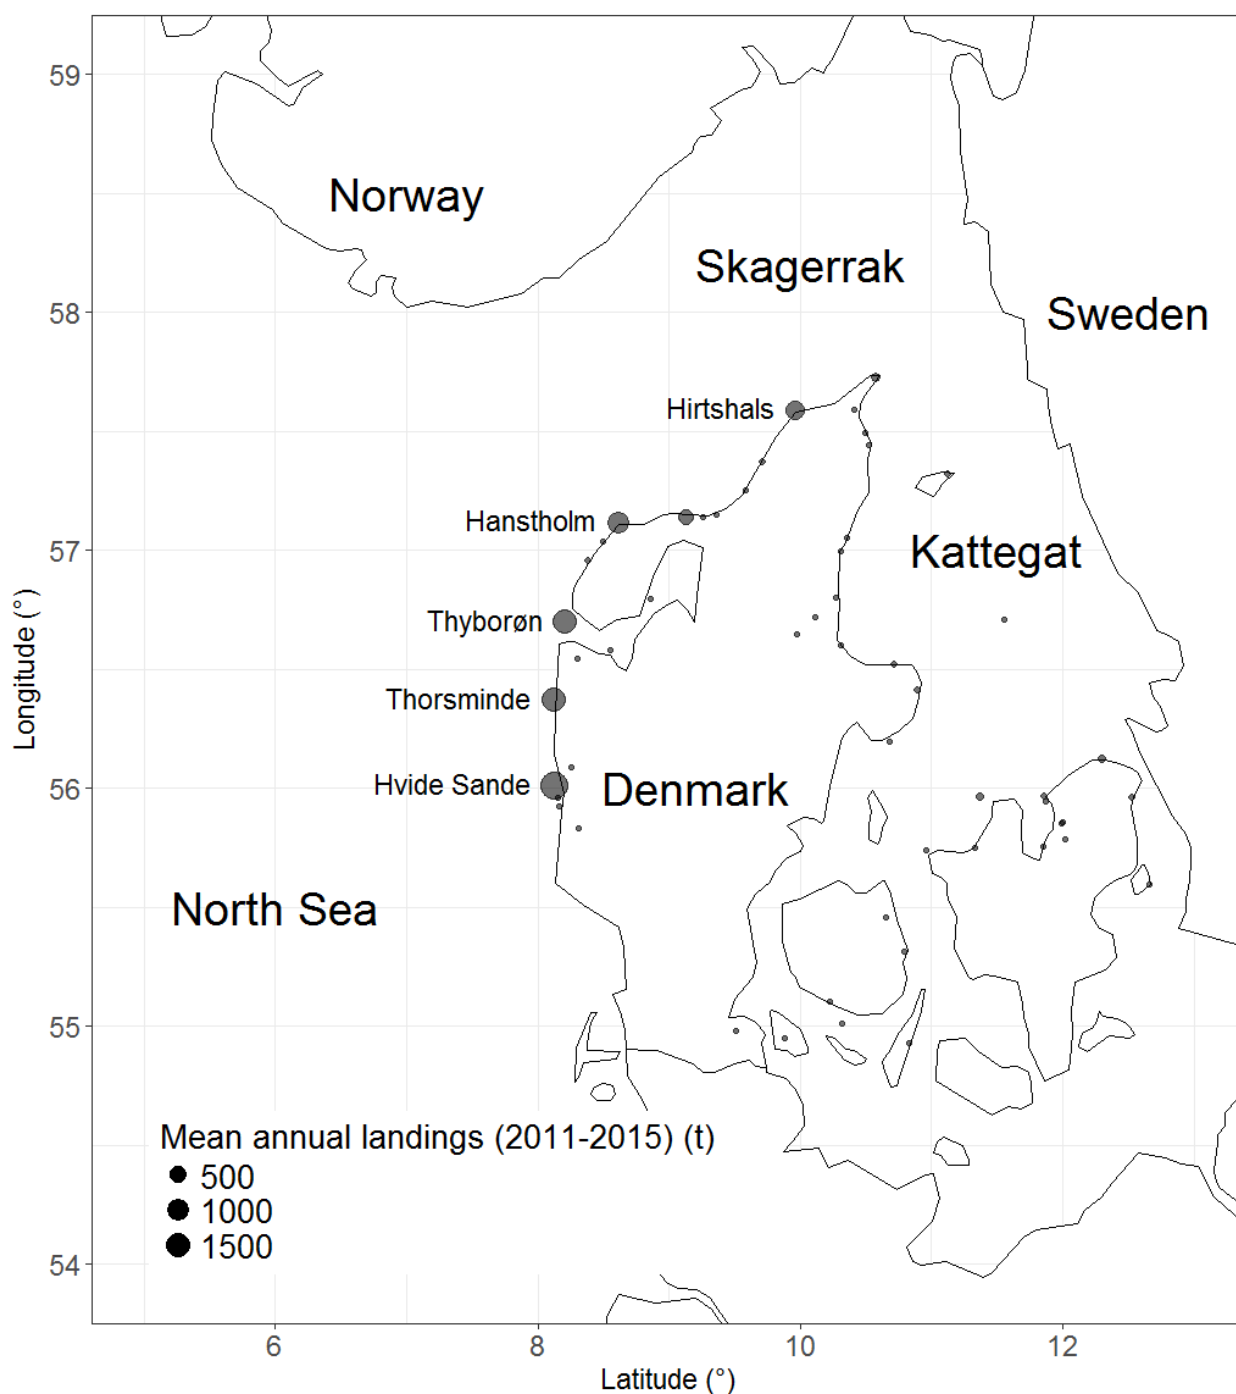 59
Norway
Skagerrak
58
Sweden
Hirtshals
Hanstholm
57
Kattegat
Thyborøn
Thorsminde
Hvide Sande
56
Denmark
Longitude (°)
North Sea
55
Mean annual landings (2011-2015) (t)
500
1000
1500
54
6 8 10 12
Latitude (°)